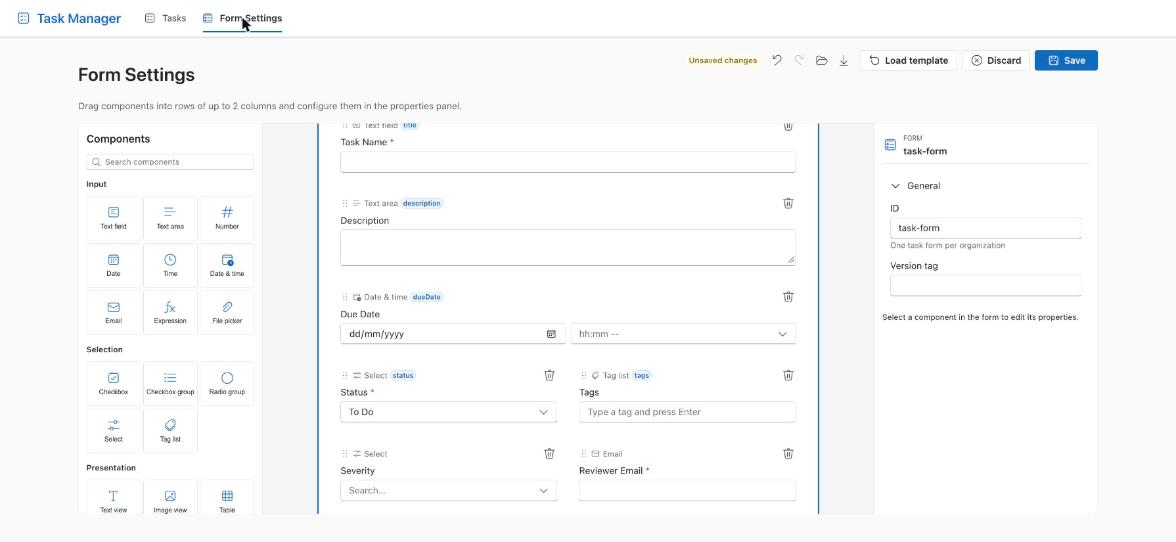 Task Manager
Tasks
Form Settings
Unsaved changes
Load template
Discard
Save
Form Settings
Drag components into rows of up to 2 columns and configure them in the properties panel.
Components
Search components
Input
Text field
Text area
Number
Date
Time
Date & time
Email
Expression
File picker
Selection
Checkbox
Checkbox group
Radio group
Select
Tag list
Presentation
Text view
Image view
Table
Text field title
Task Name *
Text area description
Description
Date & time dueDate
Due Date
dd/mm/yyyy
hh:mm --
Select status
Tag list tags
Status *
Tags
To Do
Type a tag and press Enter
Select
Email
Severity
Reviewer Email *
Search...
FORM
task-form
General
ID
task-form
One task form per organization
Version tag
Select a component in the form to edit its properties.